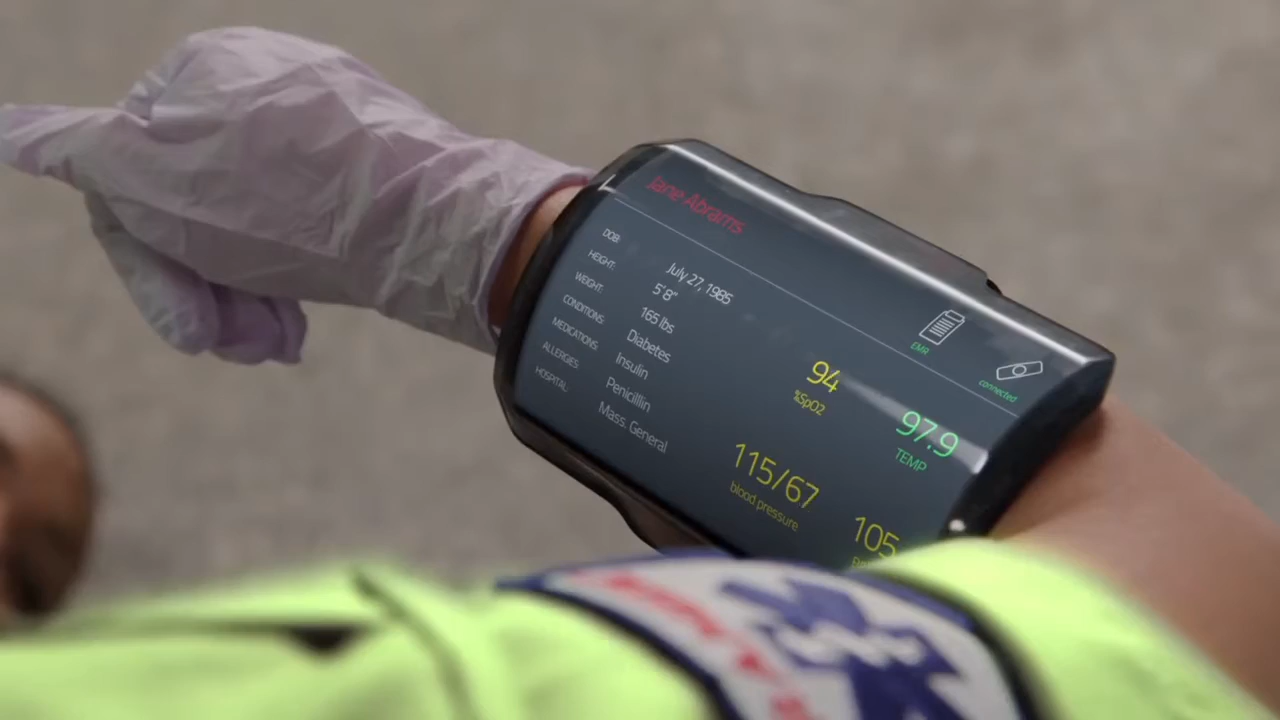 Jane Abrams
DOB: July 27, 1985
HEIGHT: 5'8"
WEIGHT: 165 lbs
CONDITIONS: Diabetes
MEDICATIONS: Insulin
ALLERGIES: Penicillin
HOSPITAL: Mass. General
EMR
connected
94
%SpO2
97.9
TEMP
115/67
blood pressure
105